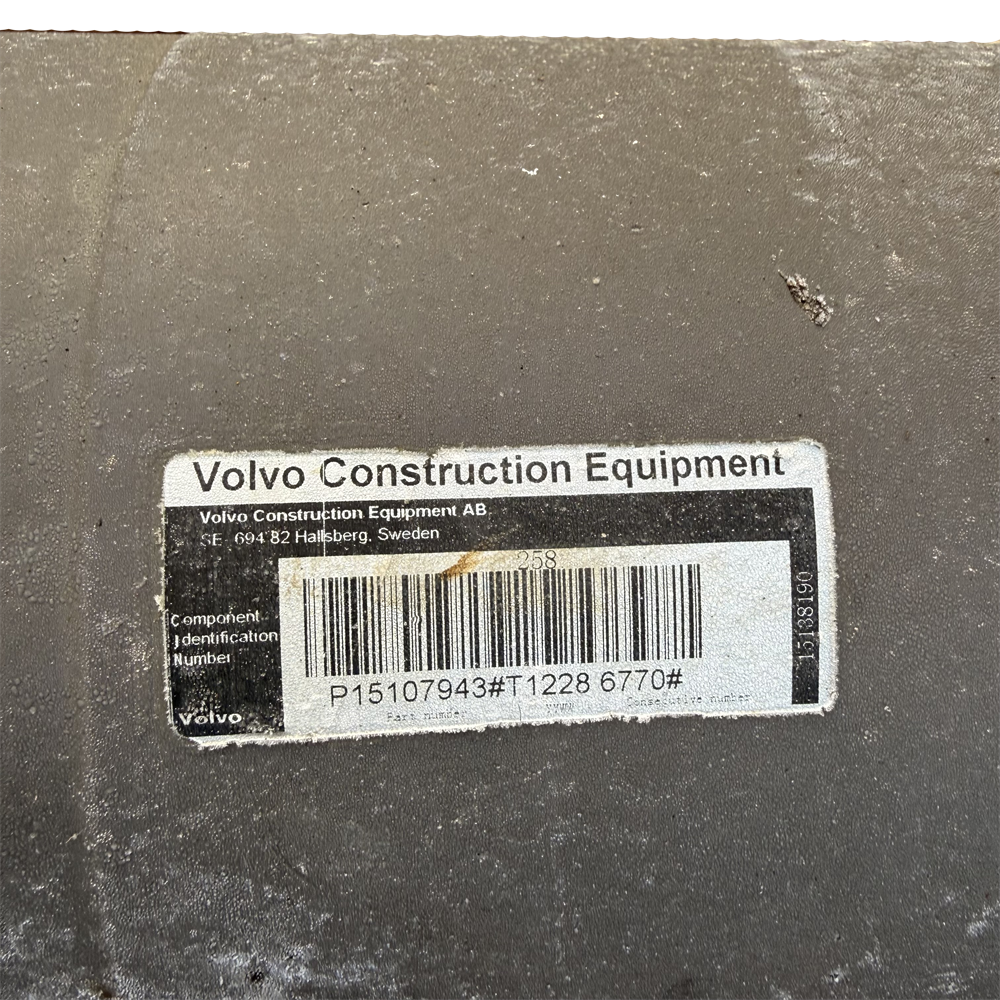 Volvo Construction Equipment
Volvo Construction Equipment AB
SE 694 82 Hallsberg, Sweden
258
Component
Identification
Number
P15107943#T1228 6770#
Part number YYWW Consecutive number
Volvo
15138190